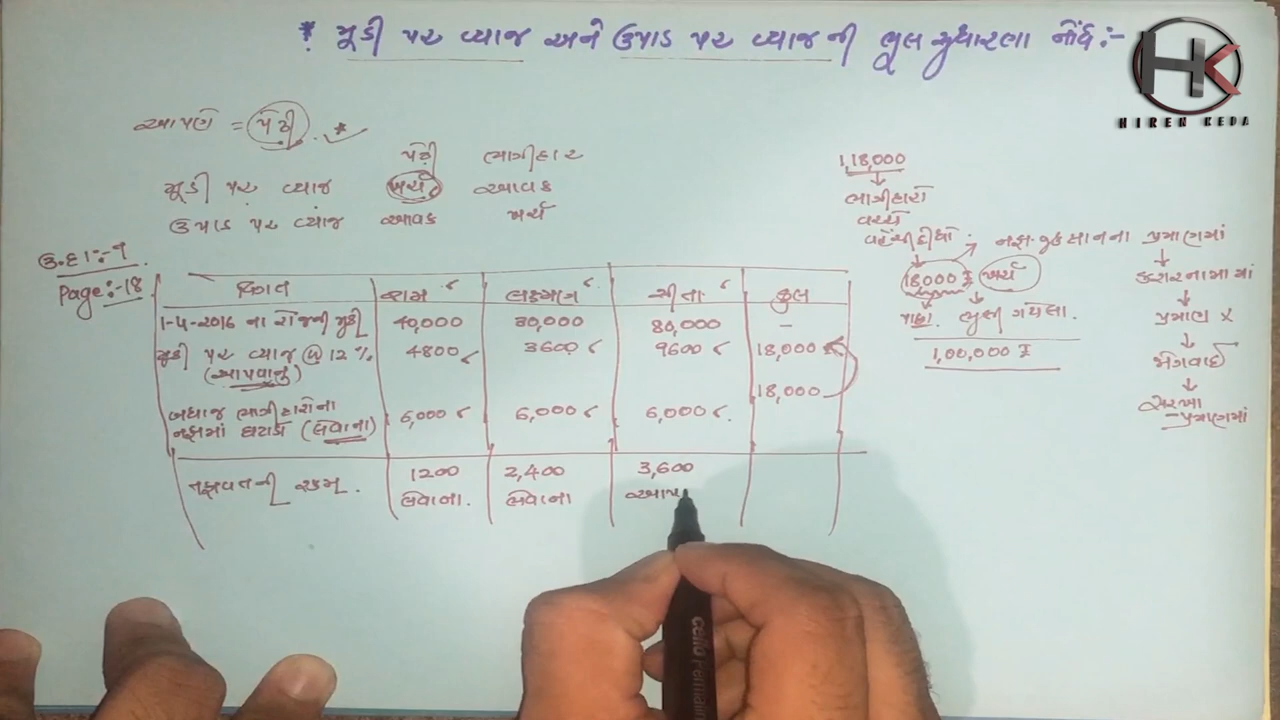 * મૂડી પર વ્યાજ અને ઉપાડ પર વ્યાજ ની ભૂલ સુધારણા નોંધ :-
HK
HIREN KEDA
આપણે = પેઢી *
પેઢી ભાગીદાર
મૂડી પર વ્યાજ ખર્ચ આવક
ઉપાડ પર વ્યાજ આવક ખર્ચ
1,18,000
ભાગીદારો
વચ્ચે
વહેંચી દીધો
18,000 ₹ ખર્ચ
ભુલી ગયેલા.
1,00,000 ₹
નફા-નુકસાનના પ્રમાણમાં
કરારનામામાં
પ્રમાણ X
જોગવાઈ
સરખા
પ્રમાણમાં
ઉદા :- ૧
Page :- 18
વિગત રામ લક્ષ્મણ સીતા કુલ
1-4-2016 ના રોજની મૂડી 40,000 30,000 80,000 -
મૂડી પર વ્યાજ @ 12 % 4800 3600 9600 18,000
(આપવાનું)
18,000
બધાજ ભાગીદારોના
નફામાં ઘટાડો (લેવાના) 6,000 6,000 6,000
તફાવતની રકમ. 1200 2,400 3,600
લેવાના. લેવાના આપ
cello